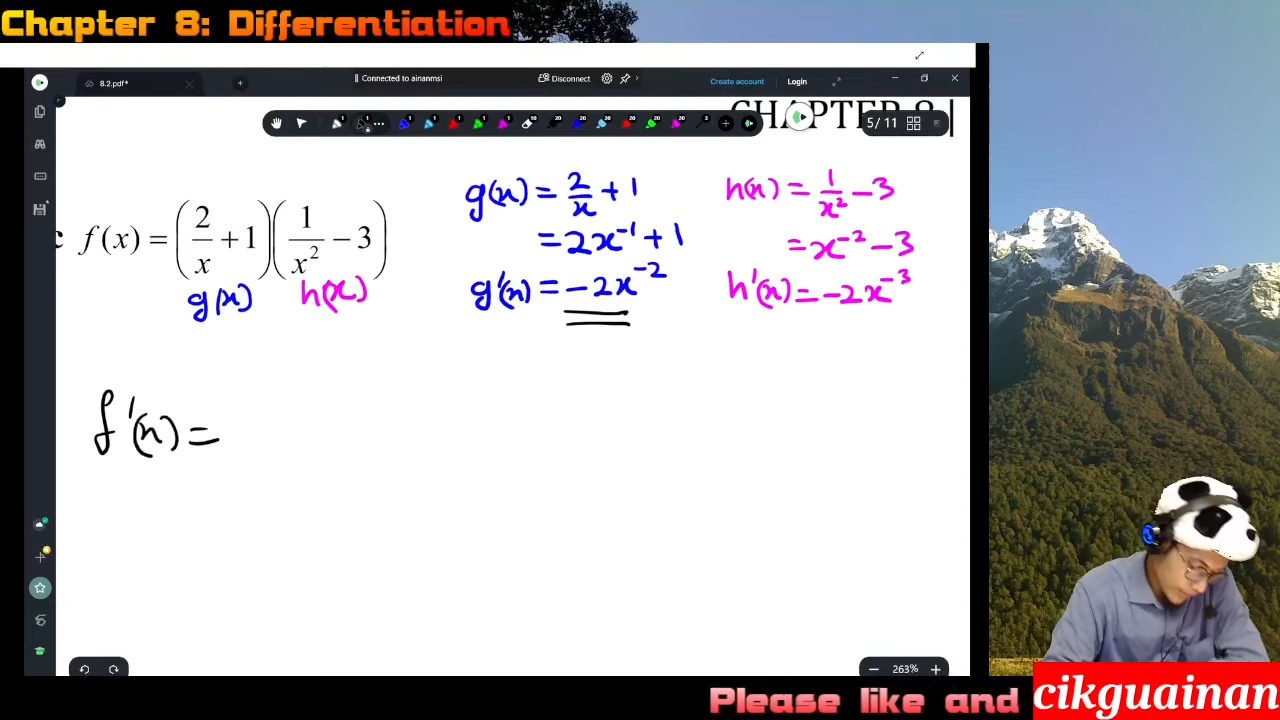 Chapter 8: Differentiation
8.2.pdf*
Connected to ainanmsi
Disconnect
Create account
Login
CHAPTER 8 |
5 / 11
f(x) = (2/x + 1)(1/x² − 3)
g(x)
h(x)
g(x) = 2/x + 1
= 2x⁻¹ + 1
g'(x) = −2x⁻²
h(x) = 1/x² − 3
= x⁻² − 3
h'(x) = −2x⁻³
f'(x) =
263%
Please like and
cikguainan